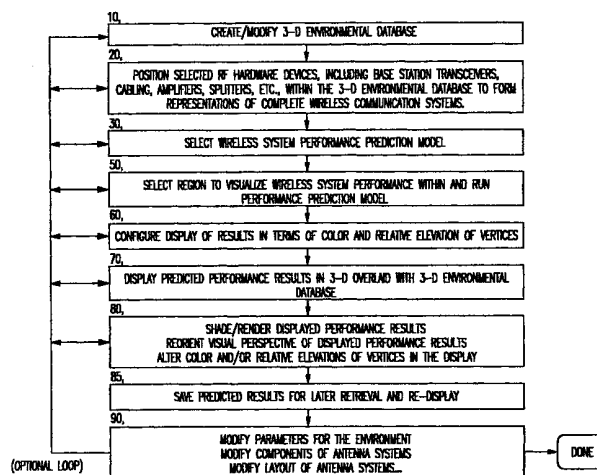 10,
CREATE/MODIFY 3-D ENVIRONMENTAL DATABASE
20,
POSITION SELECTED RF HARDWARE DEVICES, INCLUDING BASE STATION TRANSCEIVERS,
CABLING, AMPLIFIERS, SPLITTERS, ETC., WITHIN THE 3-D ENVIRONMENTAL DATABASE TO FORM
REPRESENTATIONS OF COMPLETE WIRELESS COMMUNICATION SYSTEMS.
30,
SELECT WIRELESS SYSTEM PERFORMANCE PREDICTION MODEL
50,
SELECT REGION TO VISUALIZE WIRELESS SYSTEM PERFORMANCE WITHIN AND RUN
PERFORMANCE PREDICTION MODEL
60,
CONFIGURE DISPLAY OF RESULTS IN TERMS OF COLOR AND RELATIVE ELEVATION OF VERTICES
70,
DISPLAY PREDICTED PERFORMANCE RESULTS IN 3-D OVERLAID WITH 3-D ENVIRONMENTAL
DATABASE
80,
SHADE/RENDER DISPLAYED PERFORMANCE RESULTS
REORIENT VISUAL PERSPECTIVE OF DISPLAYED PERFORMANCE RESULTS
ALTER COLOR AND/OR RELATIVE ELEVATIONS OF VERTICES IN THE DISPLAY
85,
SAVE PREDICTED RESULTS FOR LATER RETRIEVAL AND RE-DISPLAY
90,
MODIFY PARAMETERS FOR THE ENVIRONMENT
MODIFY COMPONENTS OF ANTENNA SYSTEMS
MODIFY LAYOUT OF ANTENNA SYSTEMS...
DONE
(OPTIONAL LOOP)